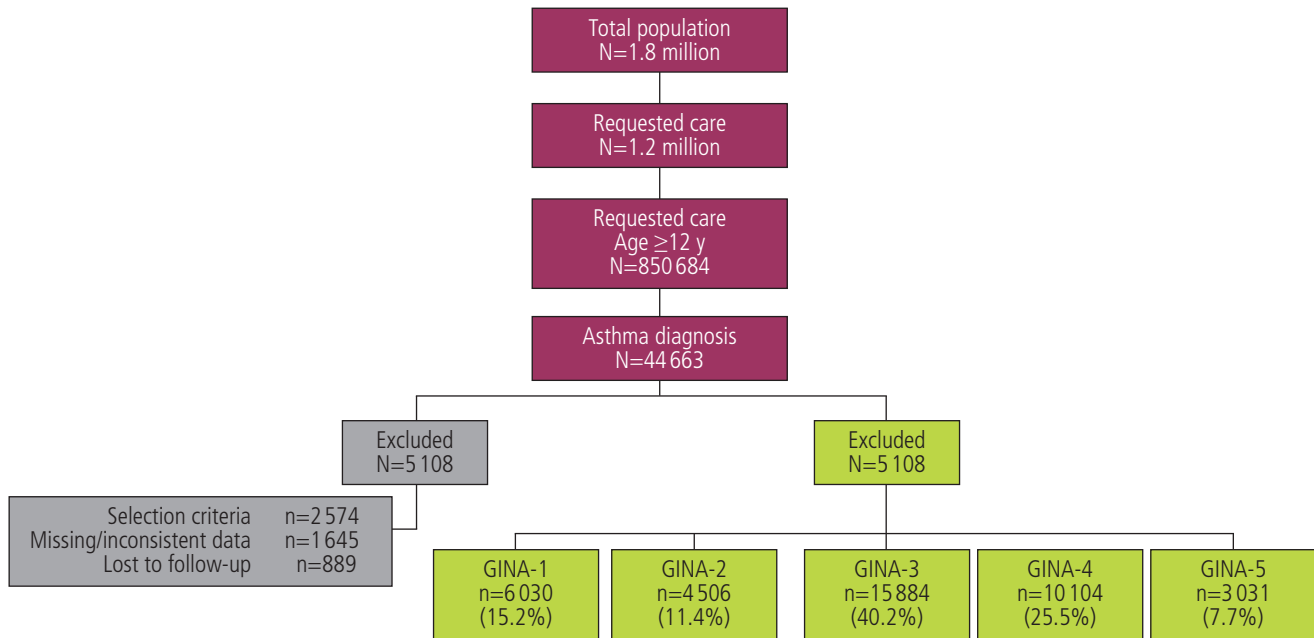 Total population
N=1.8 million
Requested care
N=1.2 million
Requested care
Age ≥12 y
N=850 684
Asthma diagnosis
N=44 663
Excluded
N=5 108
Excluded
N=5 108
Selection criteria n=2 574
Missing/inconsistent data n=1 645
Lost to follow-up n=889
GINA-1
n=6 030
(15.2%)
GINA-2
n=4 506
(11.4%)
GINA-3
n=15 884
(40.2%)
GINA-4
n=10 104
(25.5%)
GINA-5
n=3 031
(7.7%)